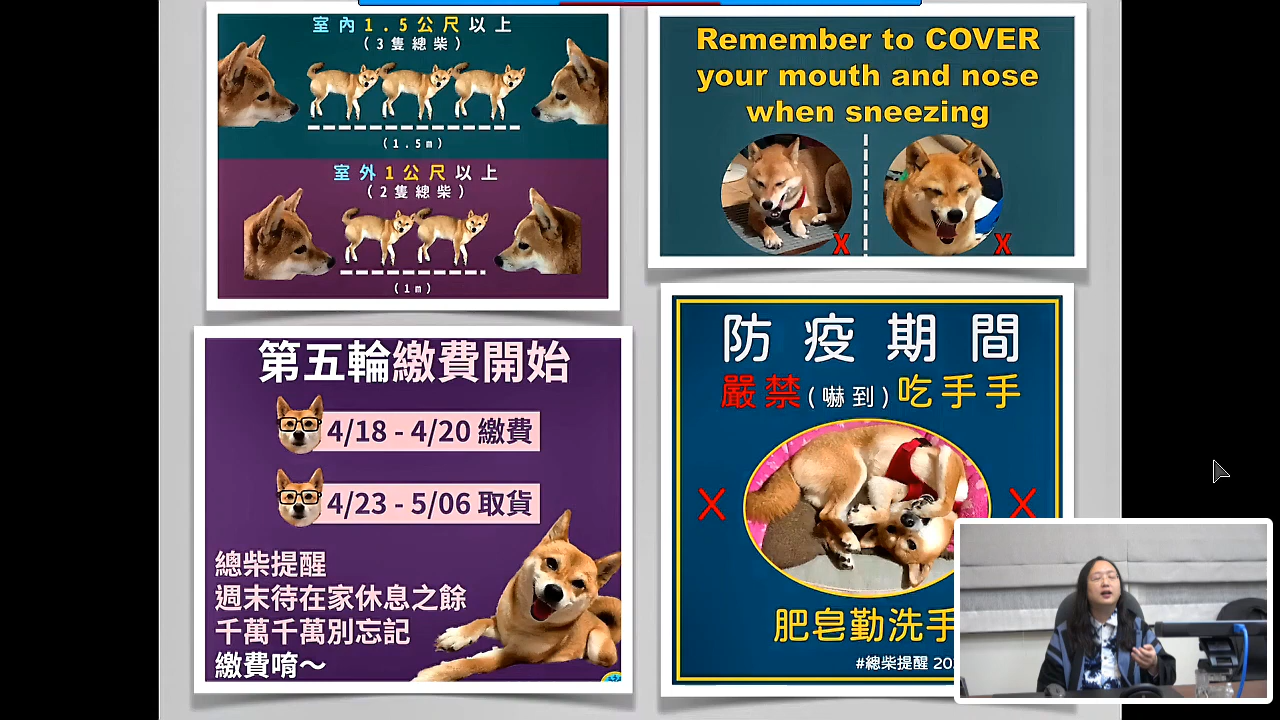 室內1.5公尺以上
(3隻總柴)
(1.5m)
室外1公尺以上
(2隻總柴)
(1m)
Remember to COVER
your mouth and nose
when sneezing
X
X
第五輪繳費開始
4/18 - 4/20 繳費
4/23 - 5/06 取貨
總柴提醒
週末待在家休息之餘
千萬千萬別忘記
繳費唷～
防疫期間
嚴禁(嚇到)吃手手
X
X
肥皂勤洗手
#總柴提醒 20